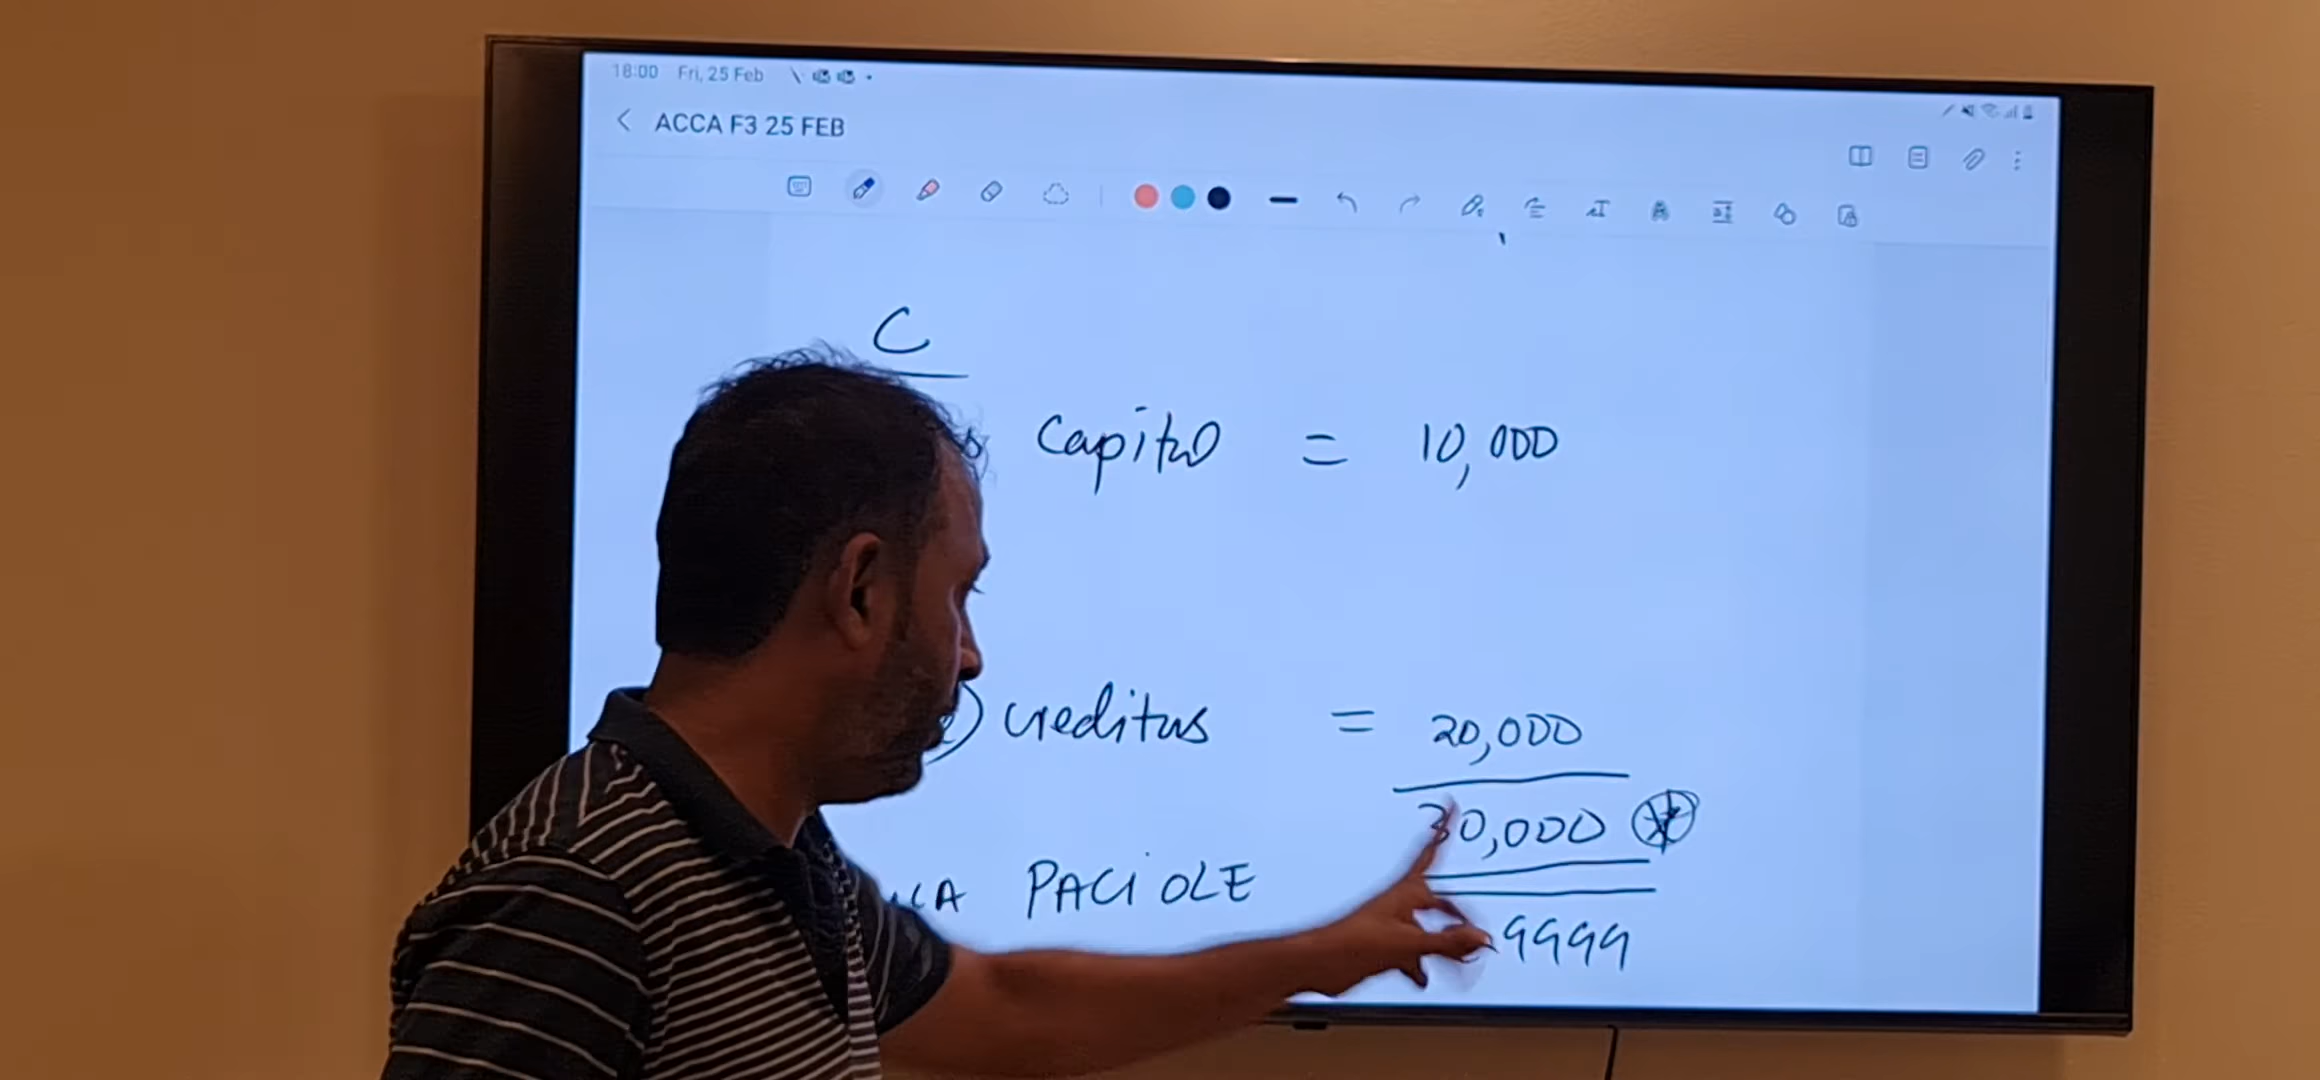 18:00 Fri, 25 Feb
ACCA F3 25 FEB
C
Capital = 10,000
Creditors = 20,000
30,000
CA PACIOLE
9999